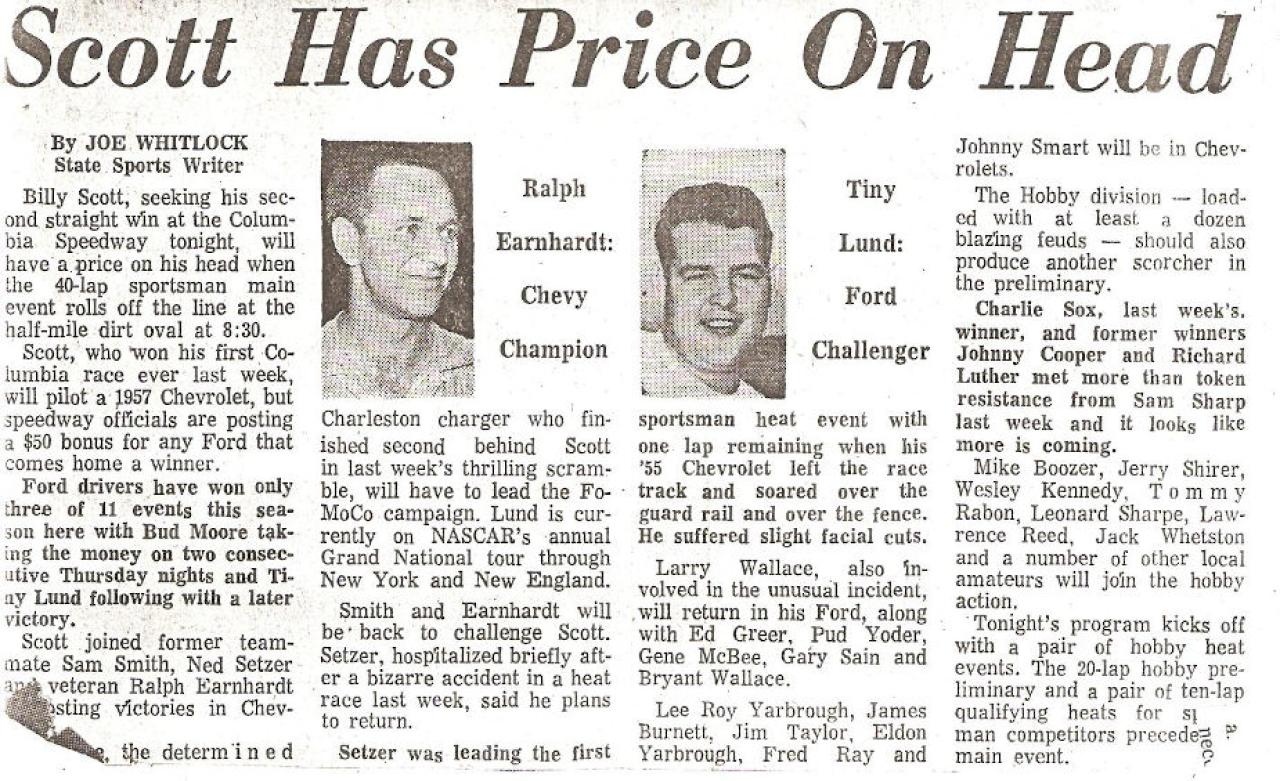 Scott Has Price On Head
By JOE WHITLOCK
State Sports Writer
Billy Scott, seeking his sec-
ond straight win at the Colum-
bia Speedway tonight, will
have a price on his head when
the 40-lap sportsman main
event rolls off the line at the
half-mile dirt oval at 8:30.
Scott, who won his first Co-
lumbia race ever last week,
will pilot a 1957 Chevrolet, but
speedway officials are posting
a $50 bonus for any Ford that
comes home a winner.
Ford drivers have won only
three of 11 events this sea-
son here with Bud Moore tak-
ing the money on two consec-
utive Thursday nights and Ti-
ny Lund following with a later
victory.
Scott joined former team-
mate Sam Smith, Ned Setzer
and veteran Ralph Earnhardt
sting victories in Chev-
the determined
Ralph
Earnhardt:
Chevy
Champion
Charleston charger who fin-
ished second behind Scott
in last week's thrilling scram-
ble, will have to lead the Fo-
MoCo campaign. Lund is cur-
rently on NASCAR's annual
Grand National tour through
New York and New England.
Smith and Earnhardt will
be back to challenge Scott.
Setzer, hospitalized briefly aft-
er a bizarre accident in a heat
race last week, said he plans
to return.
Setzer was leading the first
Tiny
Lund:
Ford
Challenger
sportsman heat event with
one lap remaining when his
'55 Chevrolet left the race
track and soared over the
guard rail and over the fence.
He suffered slight facial cuts.
Larry Wallace, also in-
volved in the unusual incident,
will return in his Ford, along
with Ed Greer, Pud Yoder,
Gene McBee, Gary Sain and
Bryant Wallace.
Lee Roy Yarbrough, James
Burnett, Jim Taylor, Eldon
Yarbrough, Fred Ray and
Johnny Smart will be in Chev-
rolets.
The Hobby division — load-
ed with at least a dozen
blazing feuds — should also
produce another scorcher in
the preliminary.
Charlie Sox, last week's.
winner, and former winners
Johnny Cooper and Richard
Luther met more than token
resistance from Sam Sharp
last week and it looks like
more is coming.
Mike Boozer, Jerry Shirer,
Wesley Kennedy, Tommy
Rabon, Leonard Sharpe, Law-
rence Reed, Jack Whetston
and a number of other local
amateurs will join the hobby
action.
Tonight's program kicks off
with a pair of hobby heat
events. The 20-lap hobby pre-
liminary and a pair of ten-lap
qualifying heats for
man competitors precede
main event.